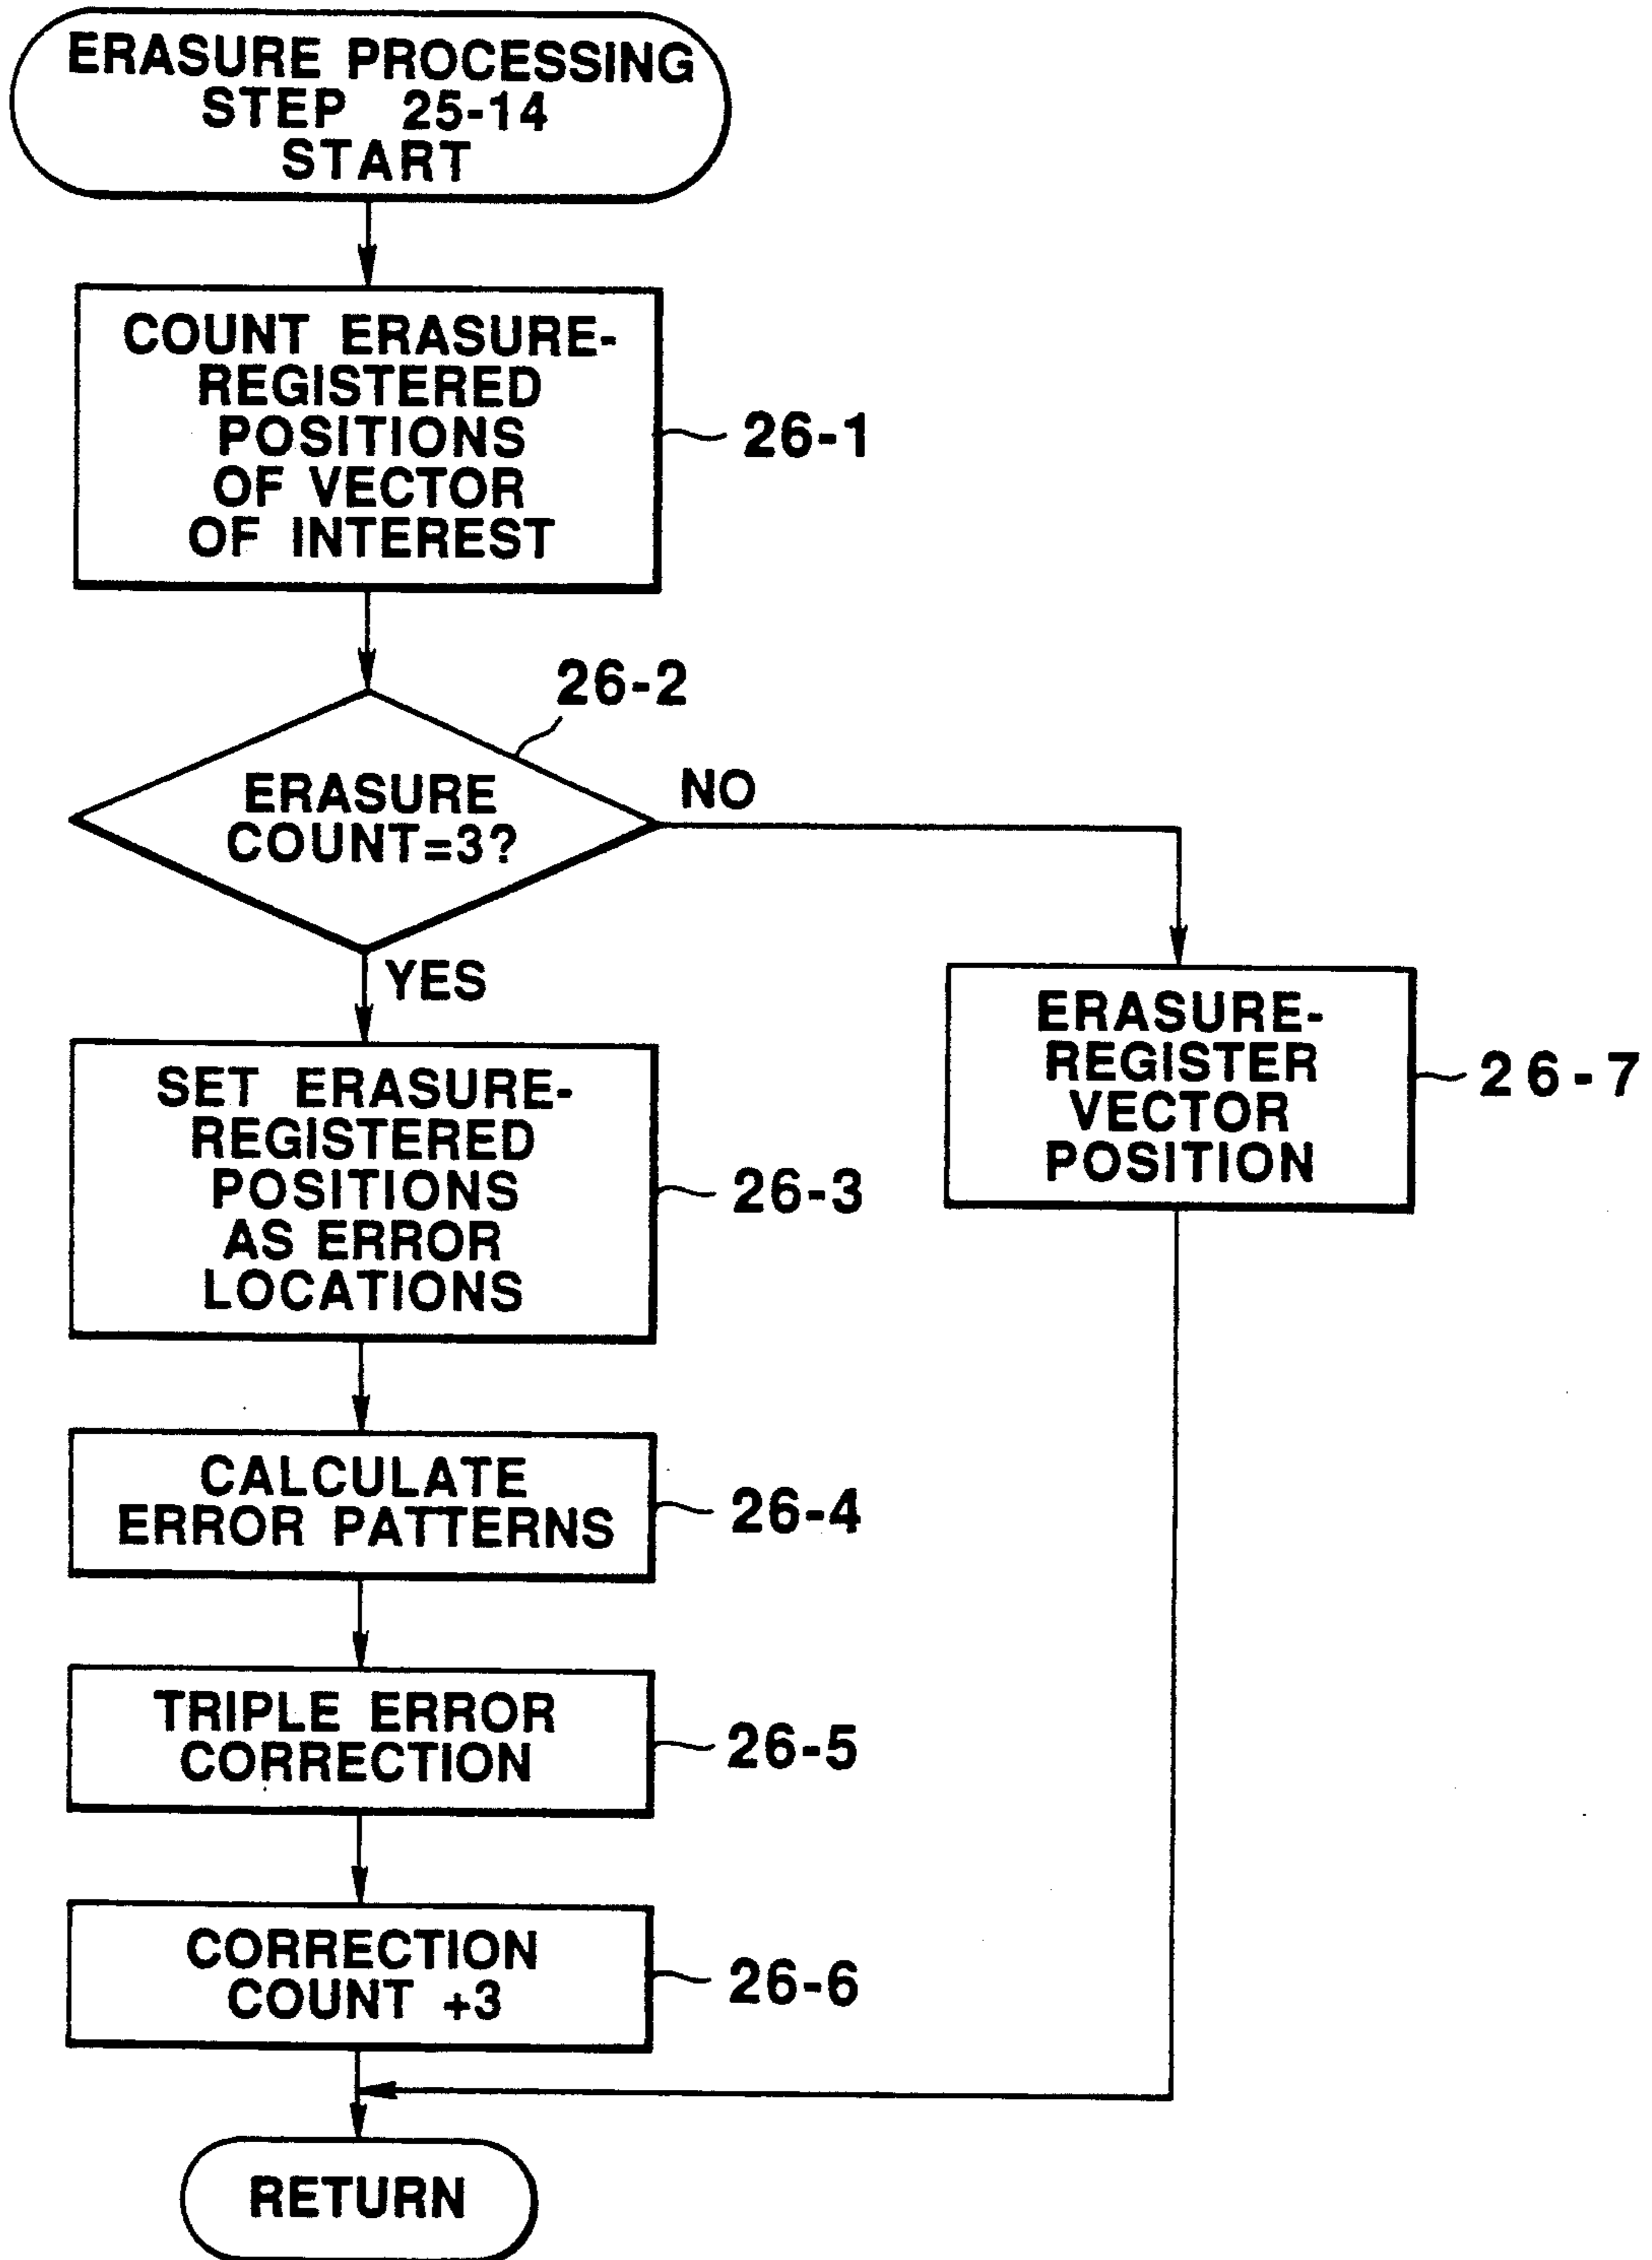 ERASURE PROCESSING
STEP 25-14
START
COUNT ERASURE-
REGISTERED
POSITIONS
OF VECTOR
OF INTEREST
26-1
26-2
ERASURE
COUNT=3?
NO
YES
ERASURE-
REGISTER
VECTOR
POSITION
26-7
SET ERASURE-
REGISTERED
POSITIONS
AS ERROR
LOCATIONS
26-3
CALCULATE
ERROR PATTERNS
26-4
TRIPLE ERROR
CORRECTION
26-5
CORRECTION
COUNT +3
26-6
RETURN